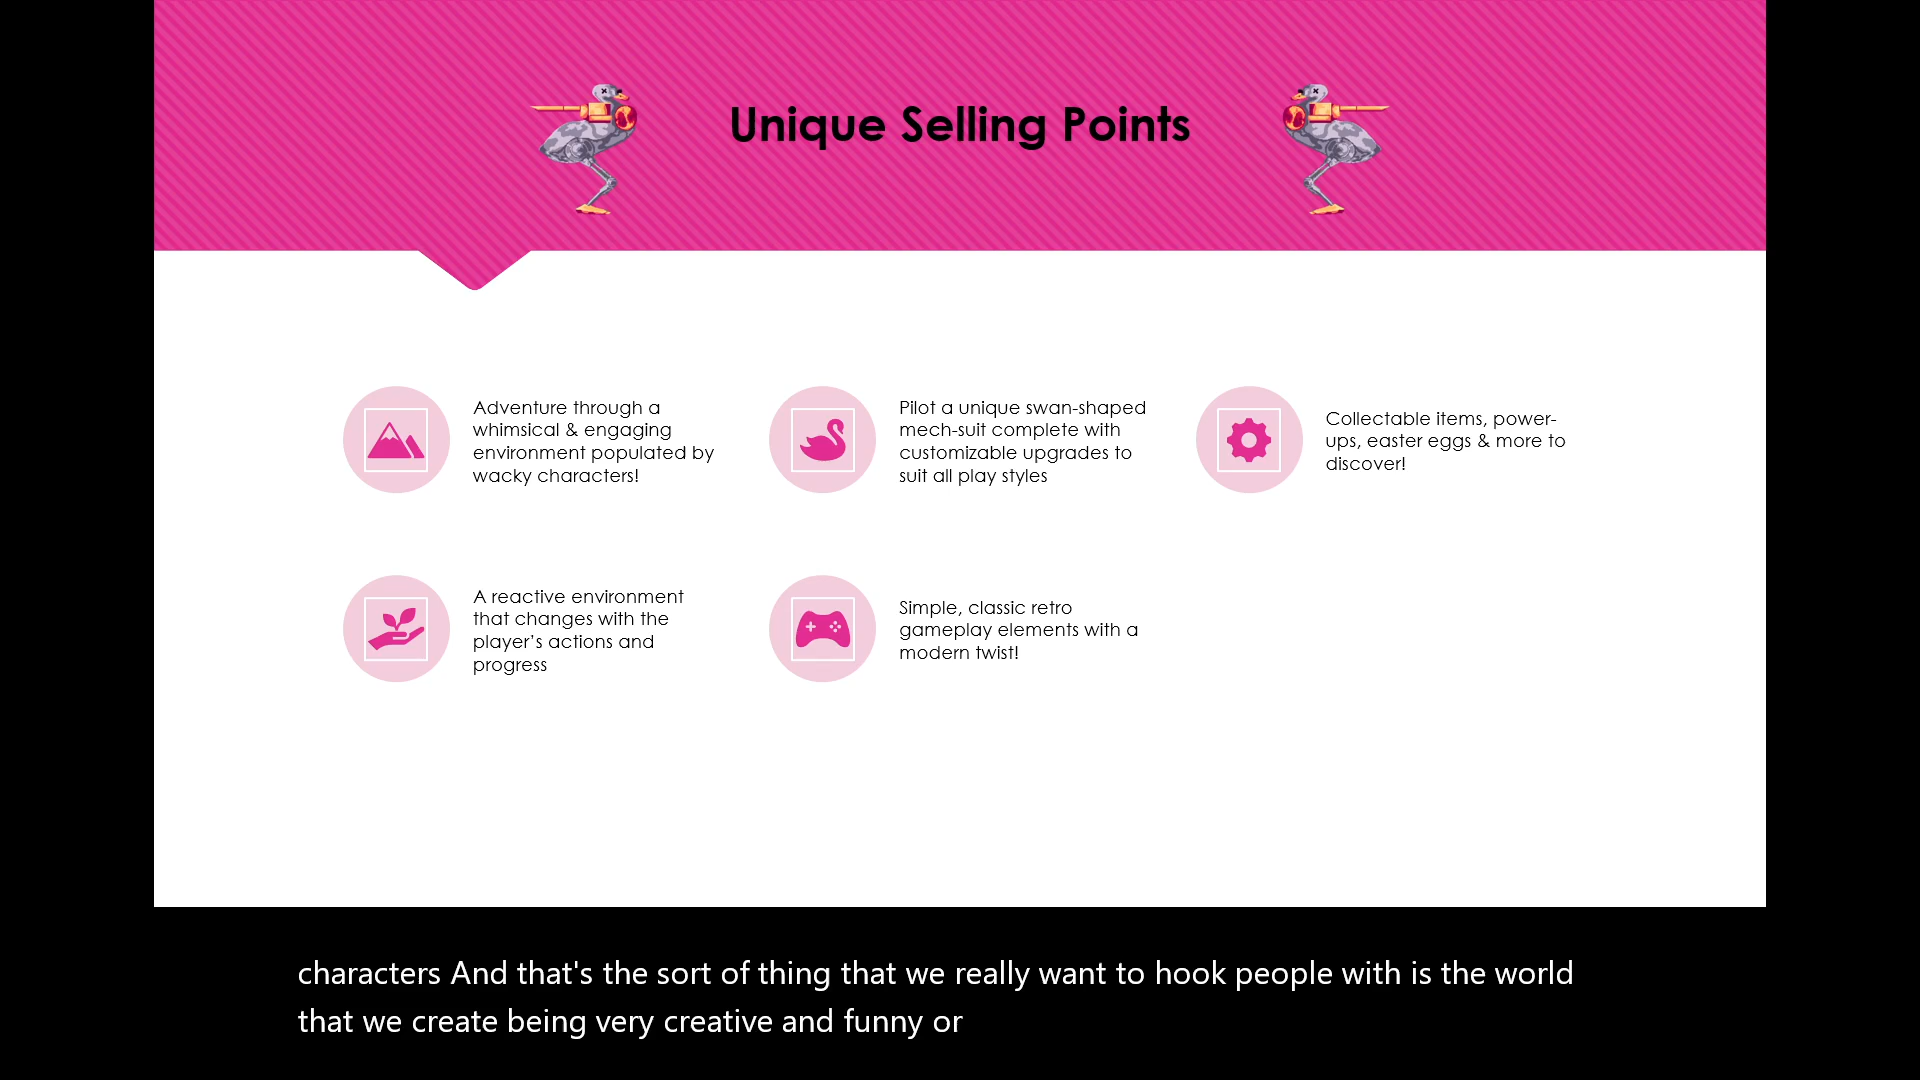 Unique Selling Points
Adventure through a
whimsical & engaging
environment populated by
wacky characters!
Pilot a unique swan-shaped
mech-suit complete with
customizable upgrades to
suit all play styles
Collectable items, power-
ups, easter eggs & more to
discover!
A reactive environment
that changes with the
player’s actions and
progress
Simple, classic retro
gameplay elements with a
modern twist!
characters And that's the sort of thing that we really want to hook people with is the world
that we create being very creative and funny or